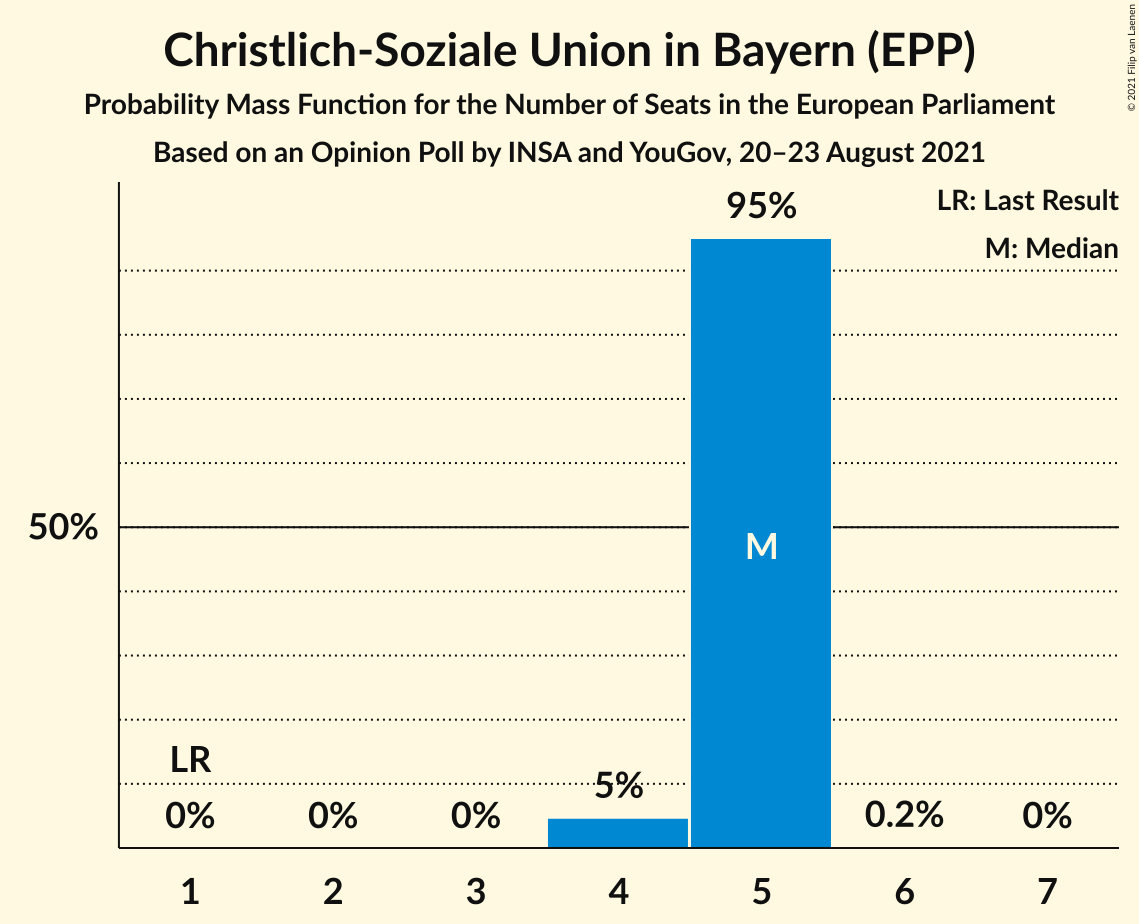 Christlich-Soziale Union in Bayern (EPP)
Probability Mass Function for the Number of Seats in the European Parliament
Based on an Opinion Poll by INSA and YouGov, 20–23 August 2021
© 2021 Filip van Laenen
LR: Last Result
M: Median
95%
50%
M
LR
0%
0%
0%
5%
0.2%
0%
1
2
3
4
5
6
7